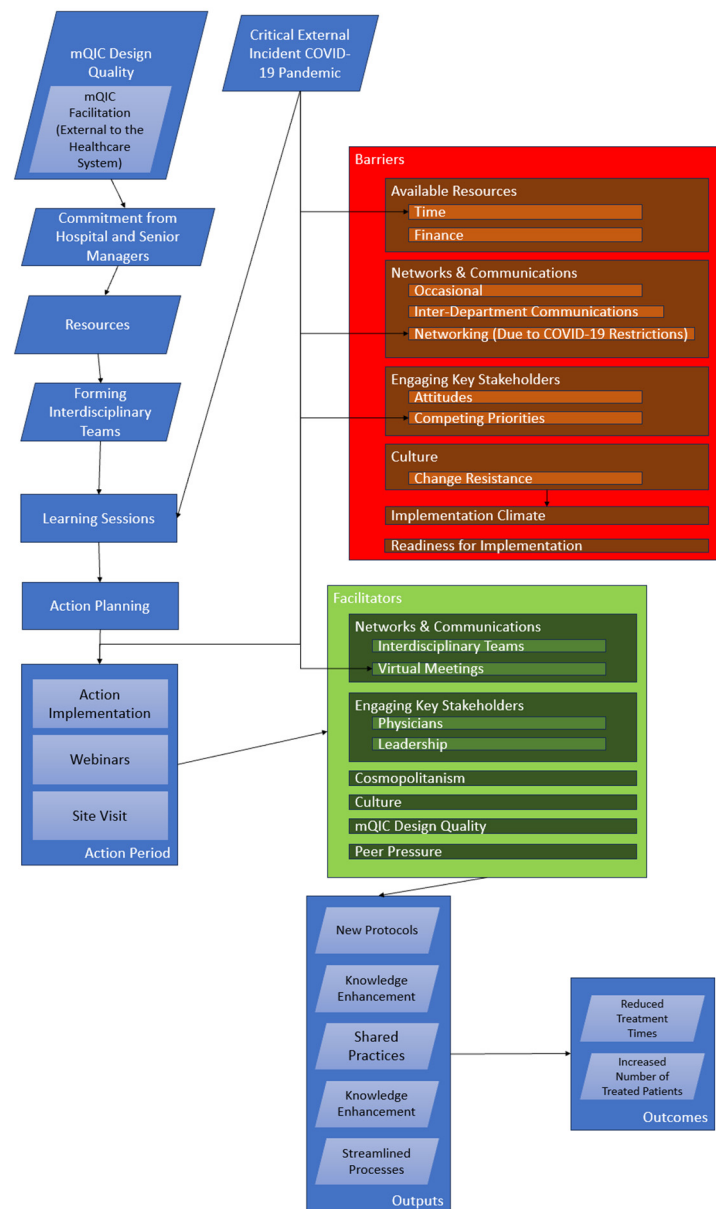 mQIC Design
Quality
mQIC
Facilitation
(External to the
Healthcare
System)
Critical External
Incident COVID-
19 Pandemic
Commitment from
Hospital and Senior
Managers
Resources
Forming
Interdisciplinary
Teams
Learning Sessions
Action Planning
Action
Implementation
Webinars
Site Visit
Action Period
Barriers
Available Resources
Time
Finance
Networks & Communications
Occasional
Inter-Department Communications
Networking (Due to COVID-19 Restrictions)
Engaging Key Stakeholders
Attitudes
Competing Priorities
Culture
Change Resistance
Implementation Climate
Readiness for Implementation
Facilitators
Networks & Communications
Interdisciplinary Teams
Virtual Meetings
Engaging Key Stakeholders
Physicians
Leadership
Cosmopolitanism
Culture
mQIC Design Quality
Peer Pressure
New Protocols
Knowledge
Enhancement
Shared
Practices
Knowledge
Enhancement
Streamlined
Processes
Outputs
Reduced
Treatment
Times
Increased
Number of
Treated Patients
Outcomes